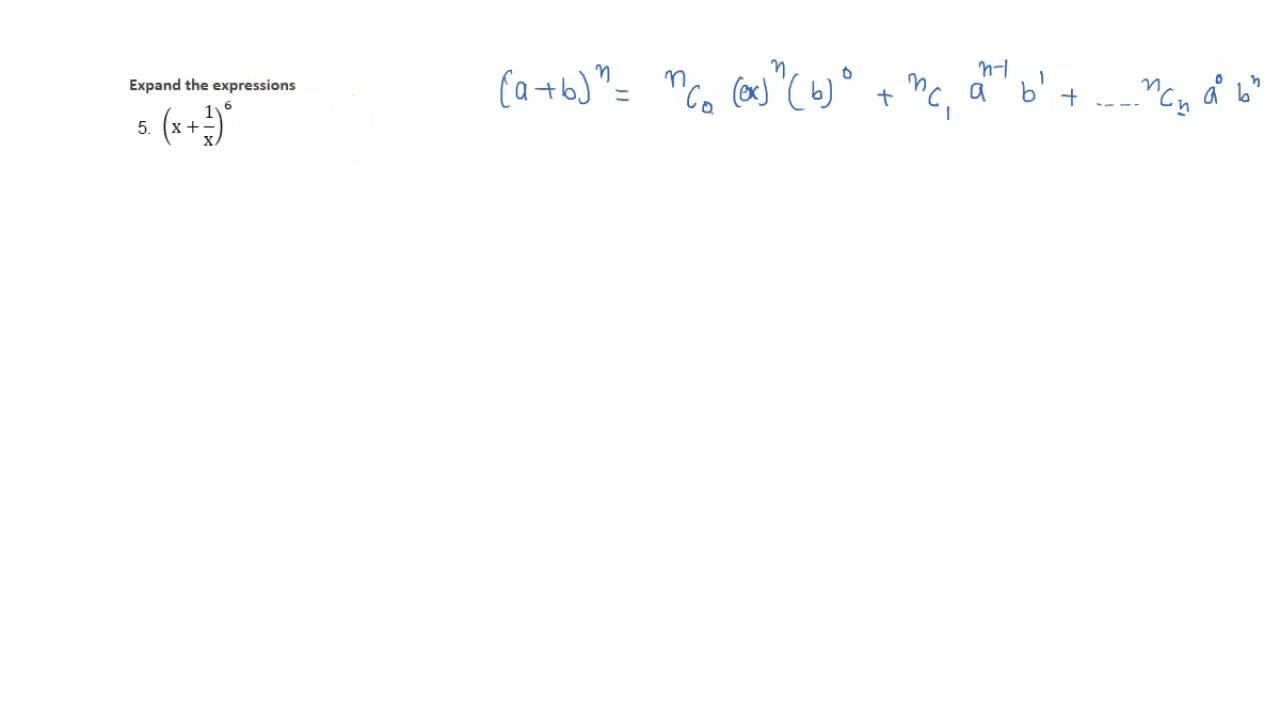 Expand the expressions
5. (x + 1/x)^6
(a+b)^n = nC0 (a)^n (b)^0 + nC1 a^(n-1) b^1 + ...... nCn a^0 b^n